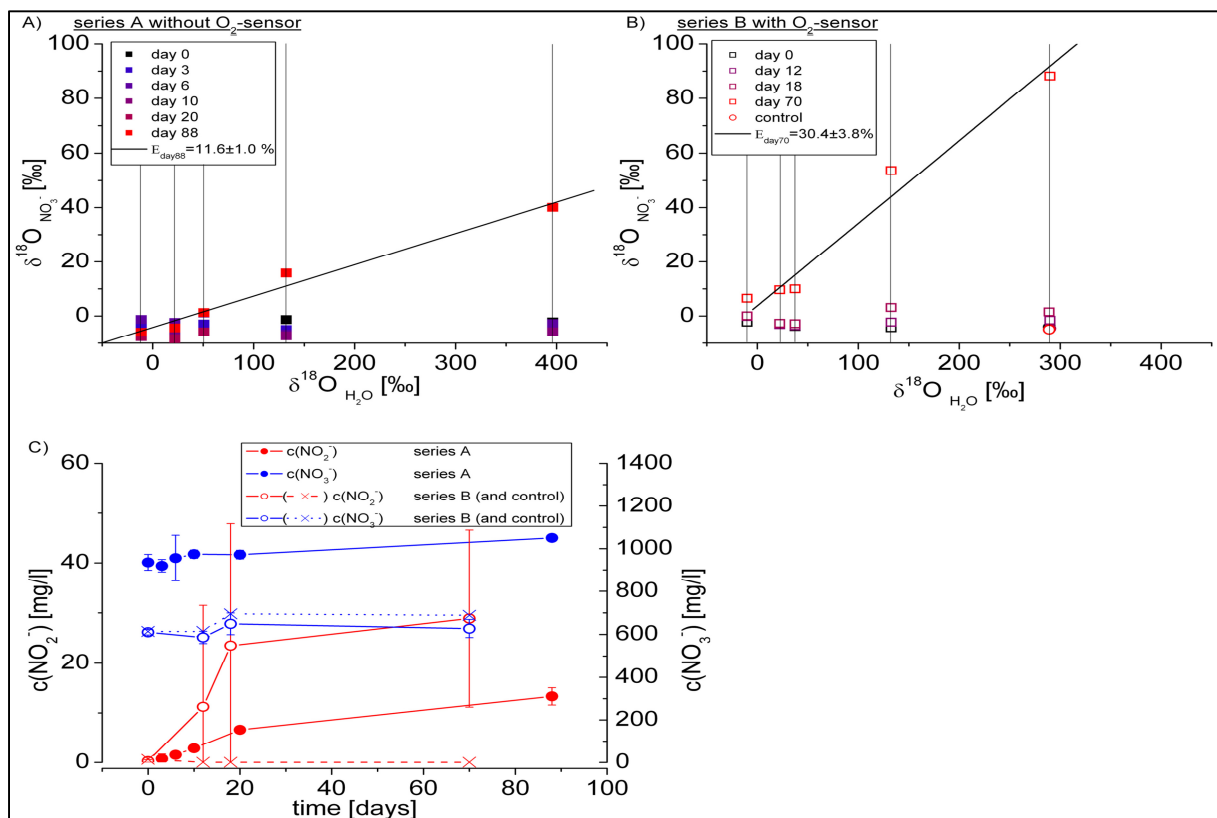 A) series A without O₂-sensor
100
80
60
40
20
0
δ¹⁸O NO₃⁻ [‰]
day 0
day 3
day 6
day 10
day 20
day 88
E day88=11.6±1.0 %
0 100 200 300 400 500
δ¹⁸O H₂O [‰]
B) series B with O₂-sensor
100
80
60
40
20
0
δ¹⁸O NO₃⁻ [‰]
day 0
day 12
day 18
day 70
control
E day70=30.4±3.8%
0 100 200 300 400
δ¹⁸O H₂O [‰]
C)
60
40
20
0
c(NO₂⁻) [mg/l]
c(NO₂⁻) series A
c(NO₃⁻) series A
( ) c(NO₂⁻) series B (and control)
( ) c(NO₃⁻) series B (and control)
1400
1200
1000
800
600
400
200
0
c(NO₃⁻) [mg/l]
0 20 40 60 80 100
time [days]